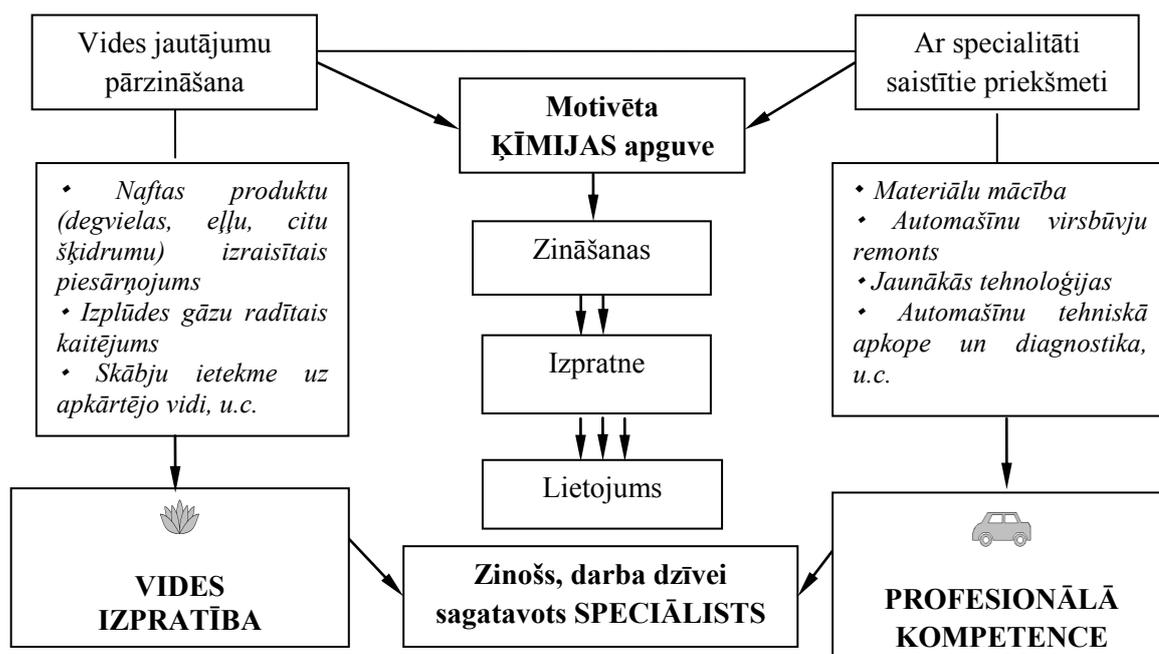 Vides jautājumu
pārzināšana
Ar specialitāti
saistītie priekšmeti
Motivēta
ĶĪMIJAS apguve
• Naftas produktu
(degvielas, eļļu, citu
šķidrumu) izraisītais
piesārņojums
• Izplūdes gāzu radītais
kaitējums
• Skābju ietekme uz
apkārtējo vidi, u.c.
Zināšanas
Izpratne
Lietojums
• Materiālu mācība
• Automašīnu virsbūvju
remonts
• Jaunākās tehnoloģijas
• Automašīnu tehniskā
apkope un diagnostika,
u.c.
VIDES
IZPRATĪBA
Zinošs, darba dzīvei
sagatavots SPECIĀLISTS
PROFESIONĀLĀ
KOMPETENCE